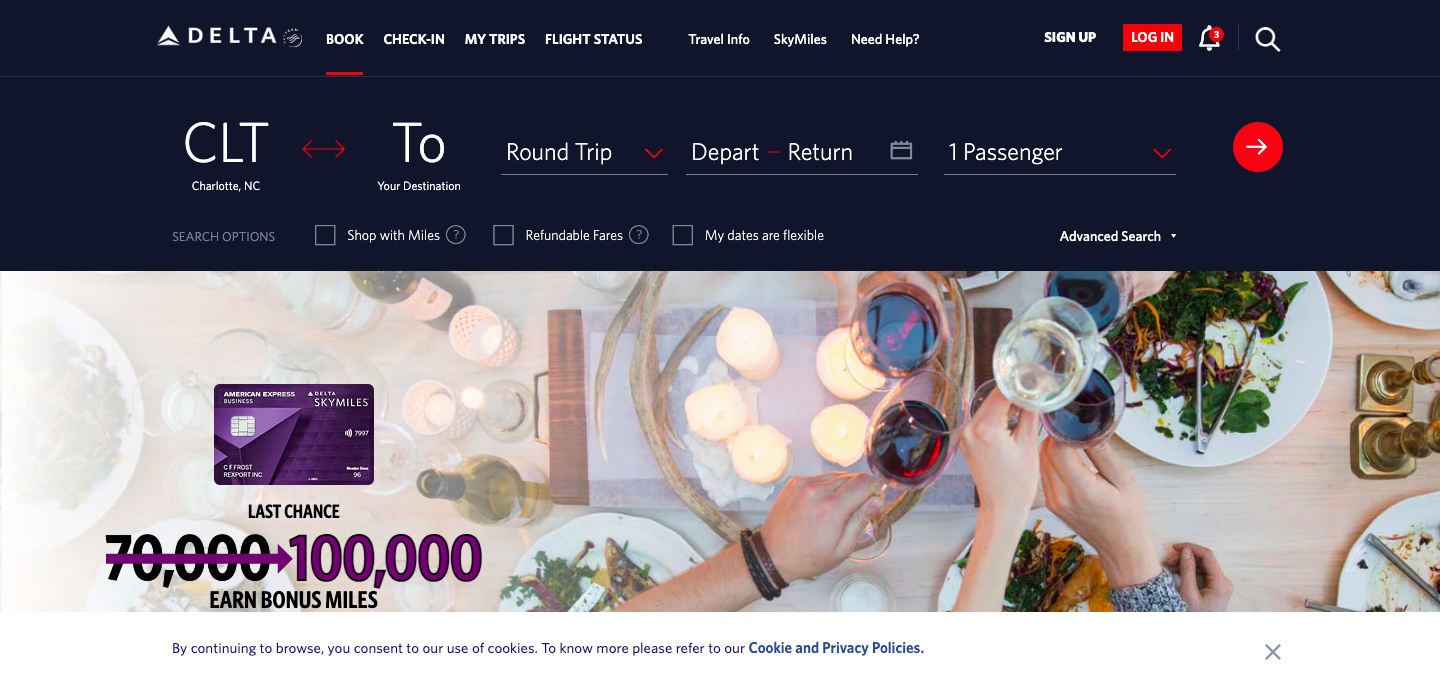 DELTA
BOOK
CHECK-IN
MY TRIPS
FLIGHT STATUS
Travel Info
SkyMiles
Need Help?
SIGN UP
LOG IN
3
CLT
Charlotte, NC
To
Your Destination
Round Trip
Depart — Return
1 Passenger
SEARCH OPTIONS
Shop with Miles ?
Refundable Fares ?
My dates are flexible
Advanced Search
AMERICAN EXPRESS
BUSINESS
DELTA
SKYMILES
7997
C F FROST
REXPORT INC
Member Since
96
LAST CHANCE
70,000 100,000
EARN BONUS MILES
By continuing to browse, you consent to our use of cookies. To know more please refer to our Cookie and Privacy Policies.